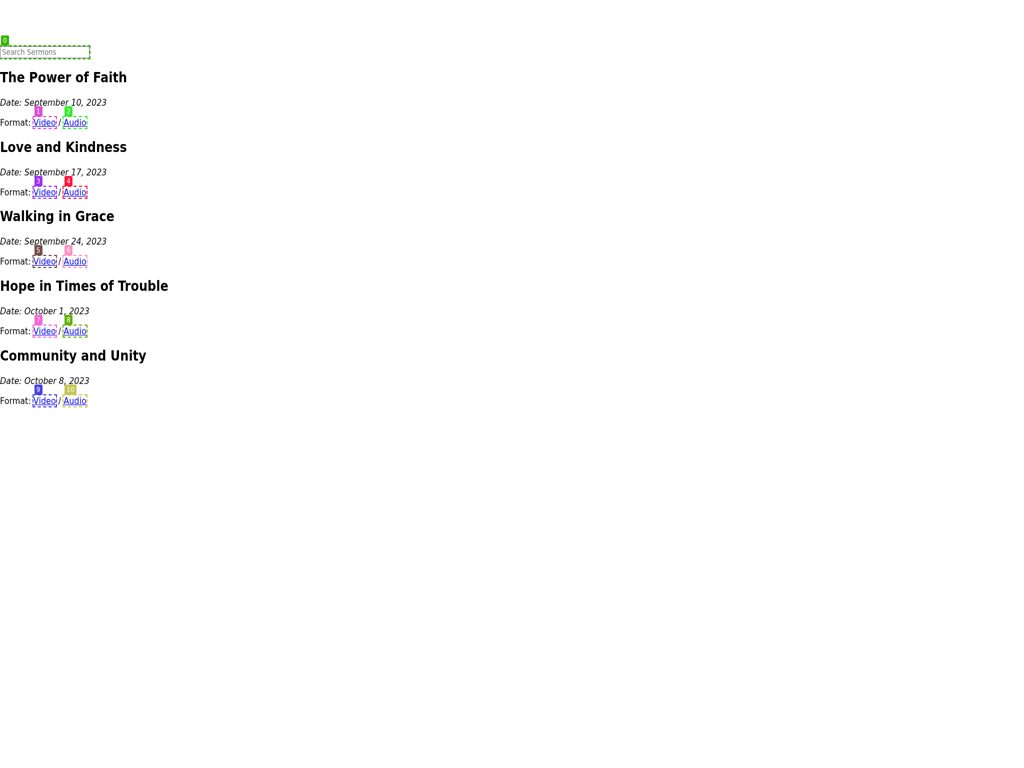 0
Search Sermons
The Power of Faith
Date: September 10, 2023
1 2
Format: Video / Audio
Love and Kindness
Date: September 17, 2023
3 4
Format: Video / Audio
Walking in Grace
Date: September 24, 2023
5 6
Format: Video / Audio
Hope in Times of Trouble
Date: October 1, 2023
7 8
Format: Video / Audio
Community and Unity
Date: October 8, 2023
9 10
Format: Video / Audio